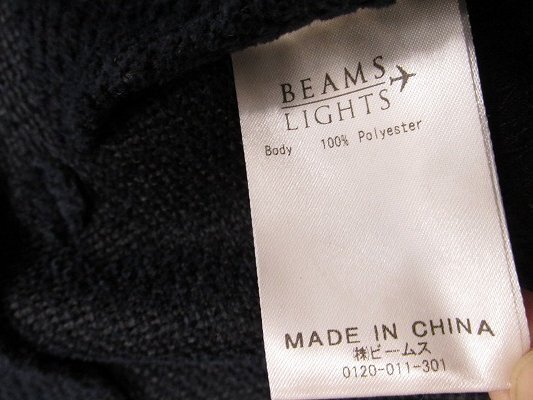 BEAMS
LIGHTS
Body 100% Polyester
MADE IN CHINA
㈱ビームス
0120-011-301